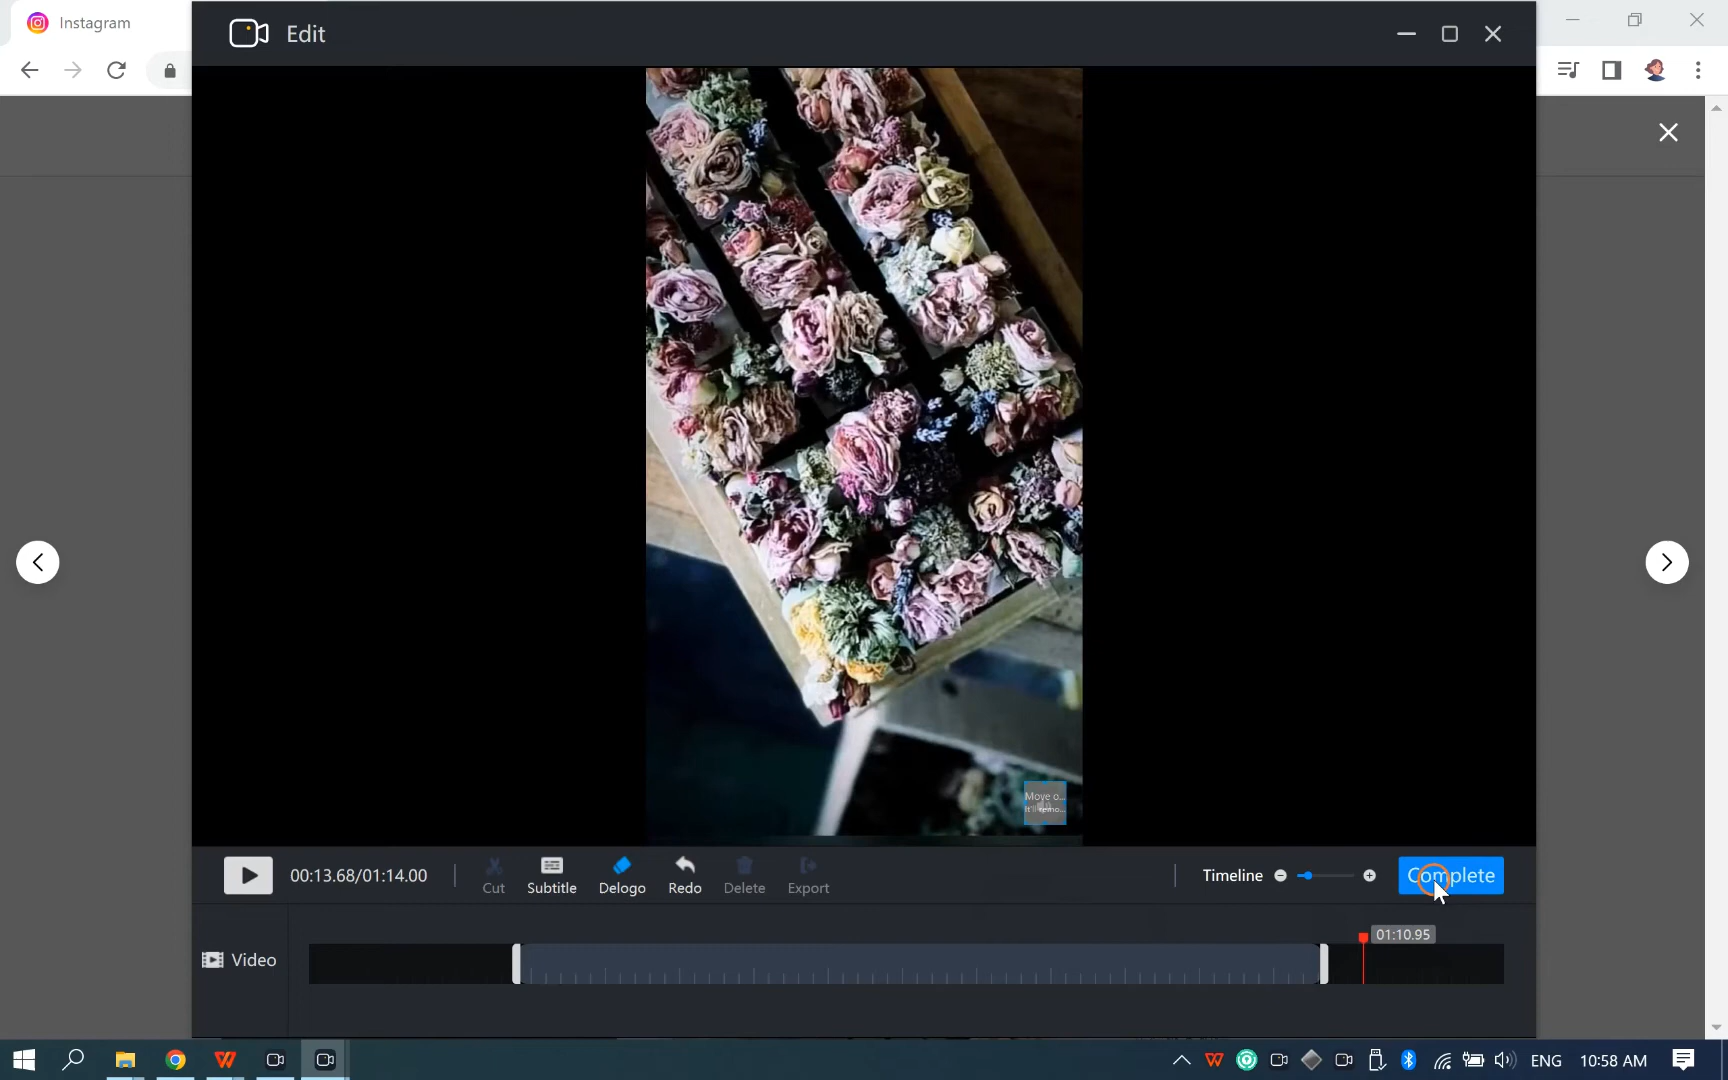 Instagram
Edit
Move o...
00:13.68/01:14.00
Cut
Subtitle
Delogo
Redo
Delete
Export
Timeline
Complete
01:10.95
Video
ENG
10:58 AM